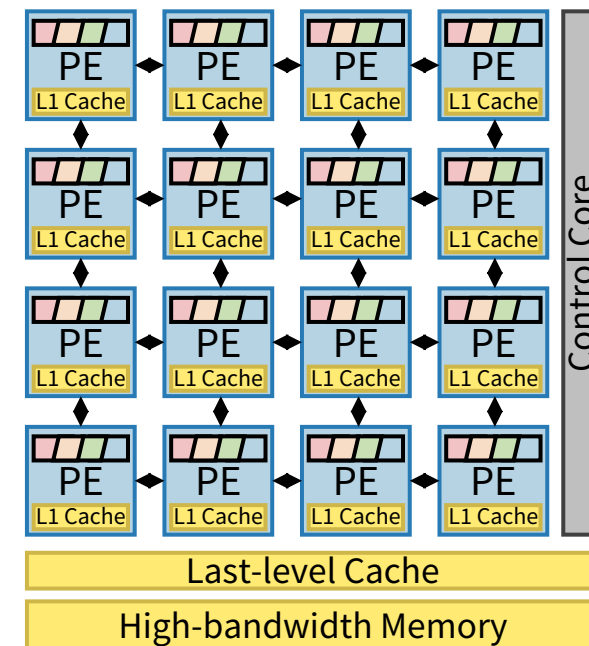 PE PE PE PE
L1 Cache L1 Cache L1 Cache L1 Cache
PE PE PE PE
L1 Cache L1 Cache L1 Cache L1 Cache
PE PE PE PE
L1 Cache L1 Cache L1 Cache L1 Cache
PE PE PE PE
L1 Cache L1 Cache L1 Cache L1 Cache
Control Core
Last-level Cache
High-bandwidth Memory